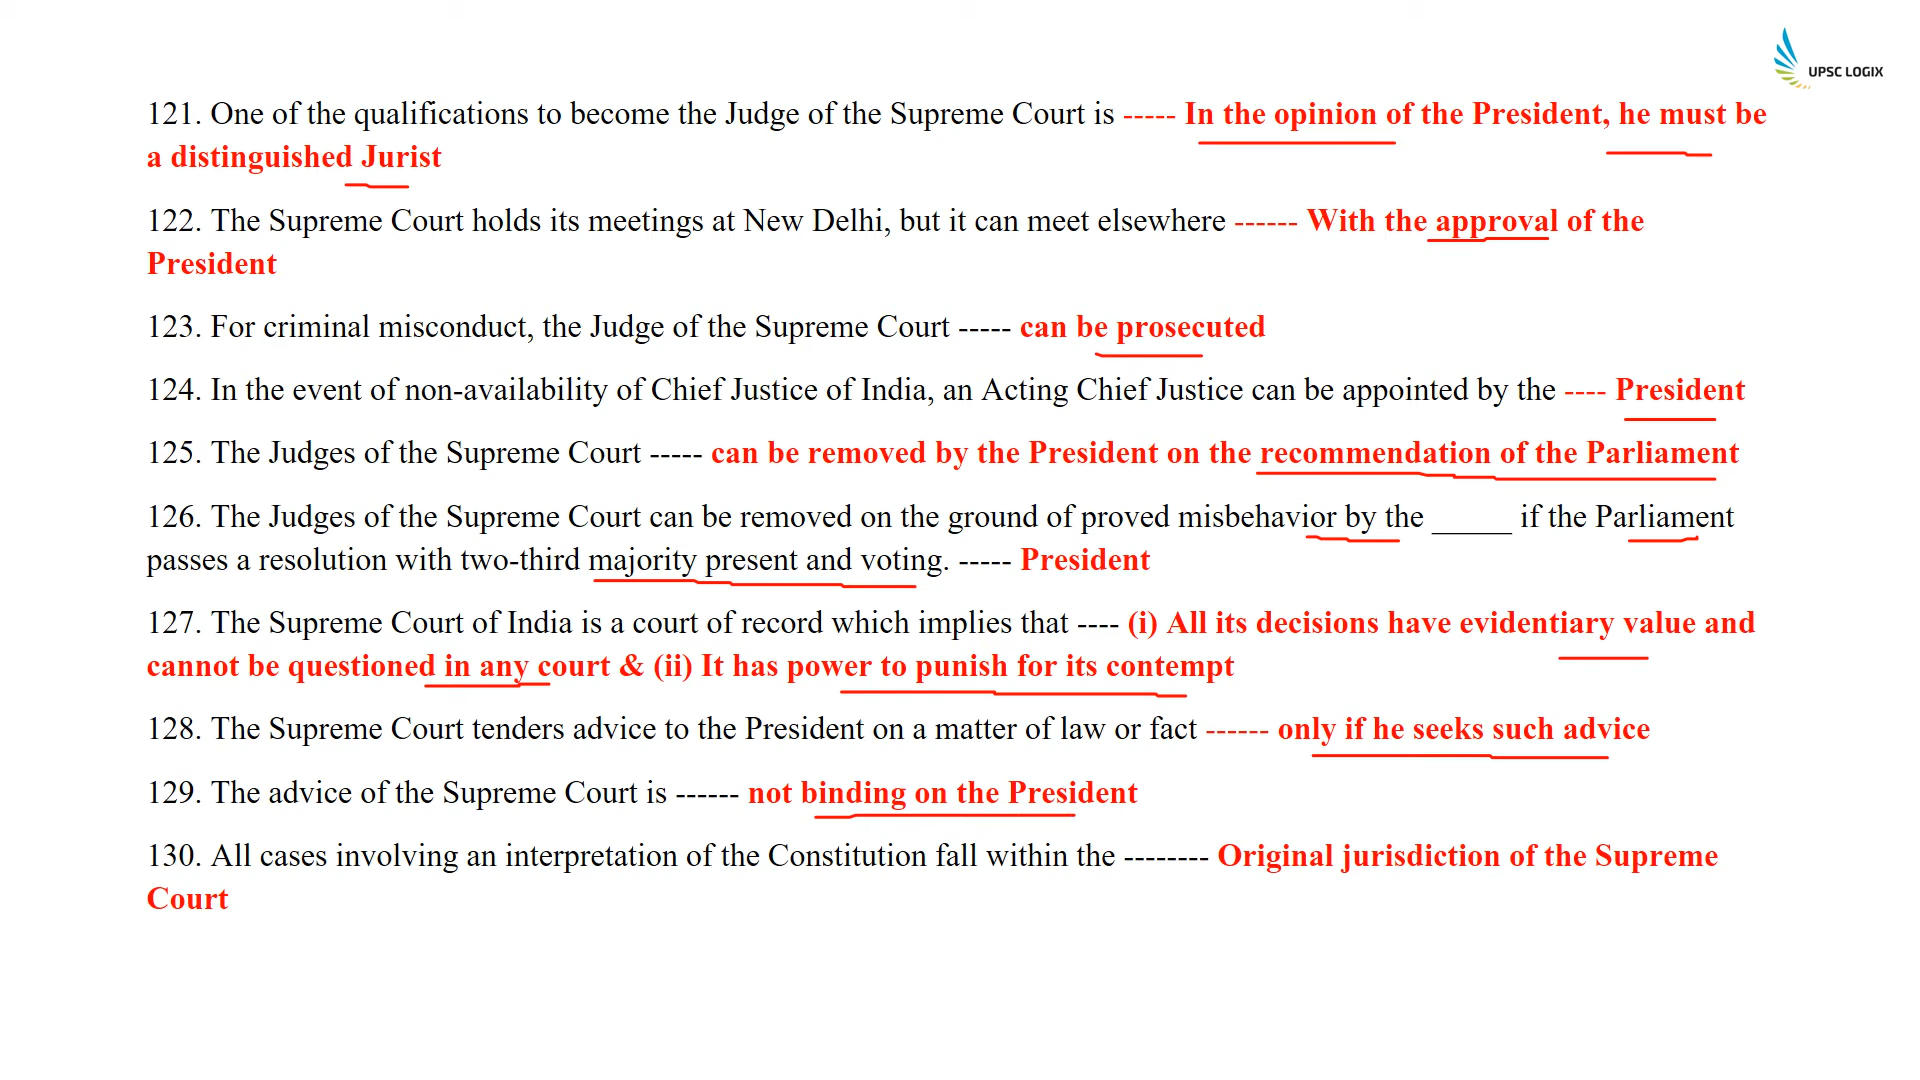 UPSC LOGIX
121. One of the qualifications to become the Judge of the Supreme Court is ----- In the opinion of the President, he must be
a distinguished Jurist
122. The Supreme Court holds its meetings at New Delhi, but it can meet elsewhere ------ With the approval of the
President
123. For criminal misconduct, the Judge of the Supreme Court ----- can be prosecuted
124. In the event of non-availability of Chief Justice of India, an Acting Chief Justice can be appointed by the ---- President
125. The Judges of the Supreme Court ----- can be removed by the President on the recommendation of the Parliament
126. The Judges of the Supreme Court can be removed on the ground of proved misbehavior by the _____ if the Parliament
passes a resolution with two-third majority present and voting. ----- President
127. The Supreme Court of India is a court of record which implies that ---- (i) All its decisions have evidentiary value and
cannot be questioned in any court & (ii) It has power to punish for its contempt
128. The Supreme Court tenders advice to the President on a matter of law or fact ------ only if he seeks such advice
129. The advice of the Supreme Court is ------ not binding on the President
130. All cases involving an interpretation of the Constitution fall within the -------- Original jurisdiction of the Supreme
Court